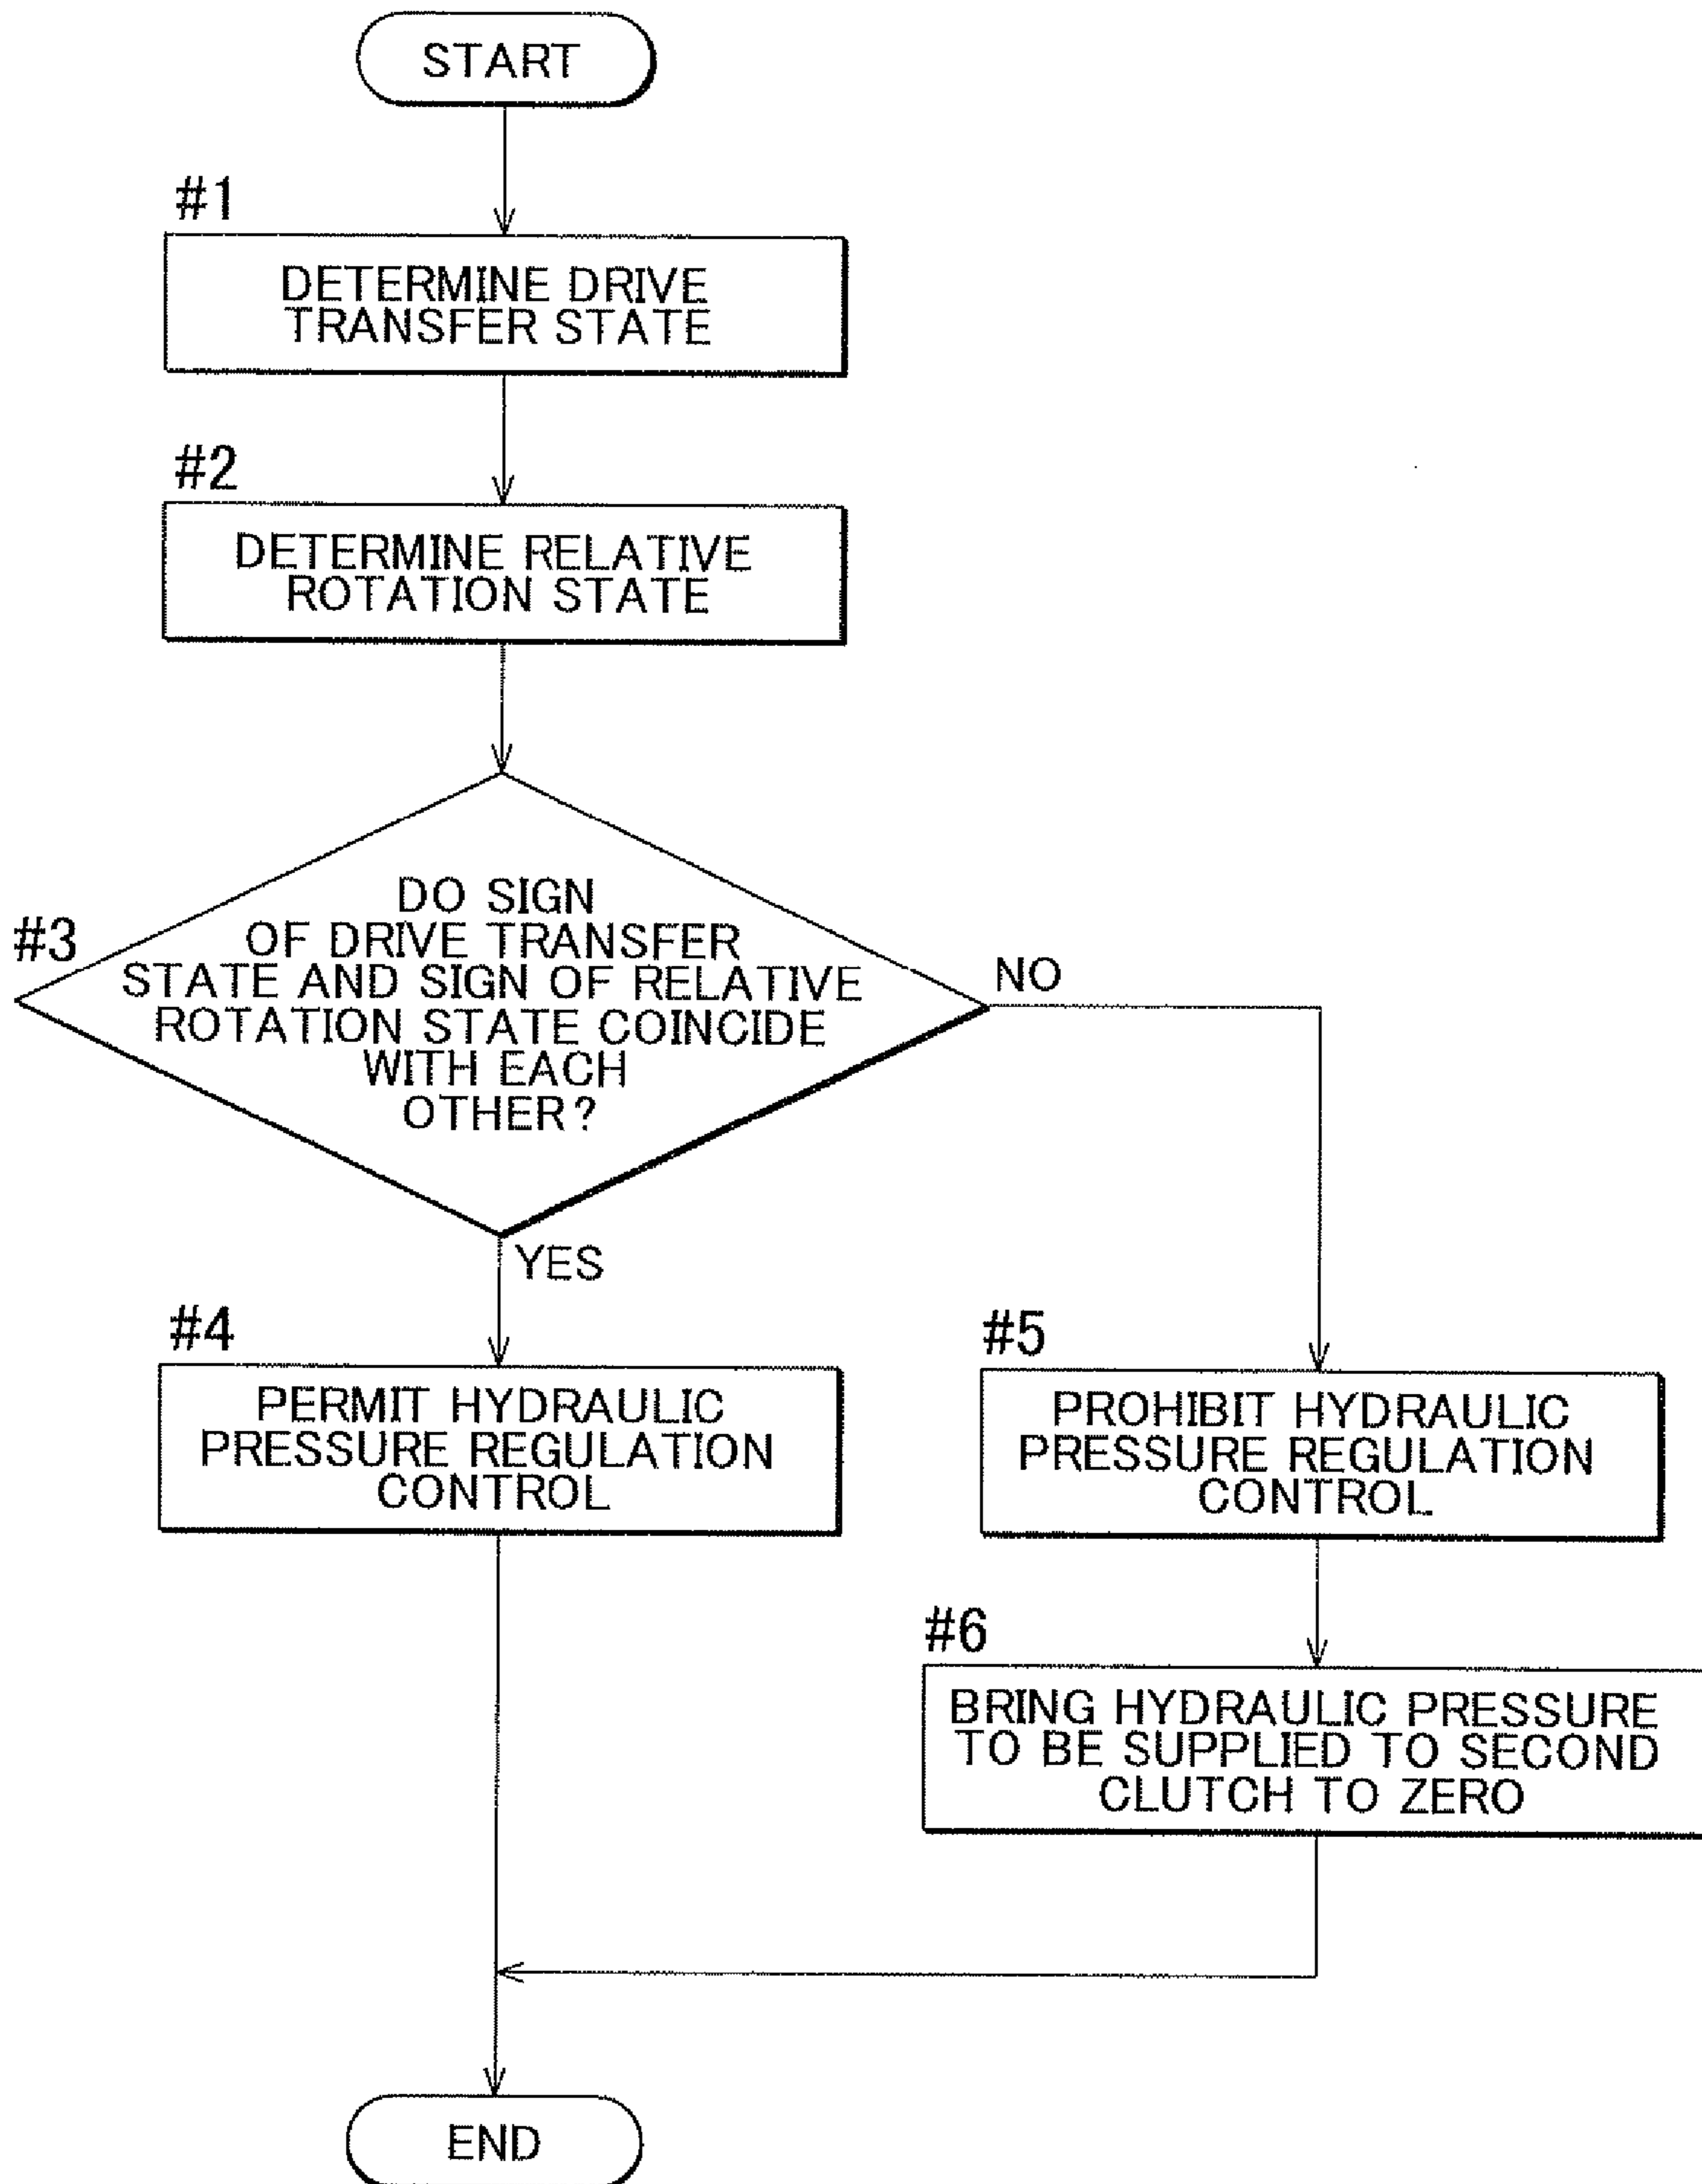 START
#1
DETERMINE DRIVE
TRANSFER STATE
#2
DETERMINE RELATIVE
ROTATION STATE
#3
DO SIGN
OF DRIVE TRANSFER
STATE AND SIGN OF RELATIVE
ROTATION STATE COINCIDE
WITH EACH
OTHER?
NO
YES
#4
PERMIT HYDRAULIC
PRESSURE REGULATION
CONTROL
#5
PROHIBIT HYDRAULIC
PRESSURE REGULATION
CONTROL
#6
BRING HYDRAULIC PRESSURE
TO BE SUPPLIED TO SECOND
CLUTCH TO ZERO
END